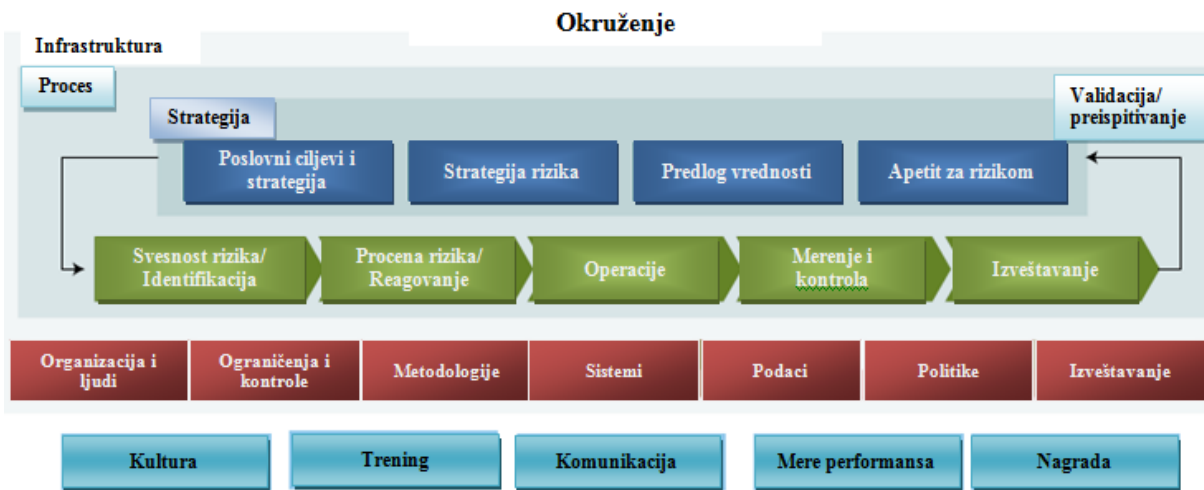 Okruženje
Infrastruktura
Proces
Validacija/
preispitivanje
Strategija
Poslovni ciljevi i
strategija
Strategija rizika
Predlog vrednosti
Apetit za rizikom
Svesnost rizika/
Identifikacija
Procena rizika/
Reagovanje
Operacije
Merenje i
kontrola
Izveštavanje
Organizacija i
ljudi
Ograničenja i
kontrole
Metodologije
Sistemi
Podaci
Politike
Izveštavanje
Kultura
Trening
Komunikacija
Mere performansa
Nagrada